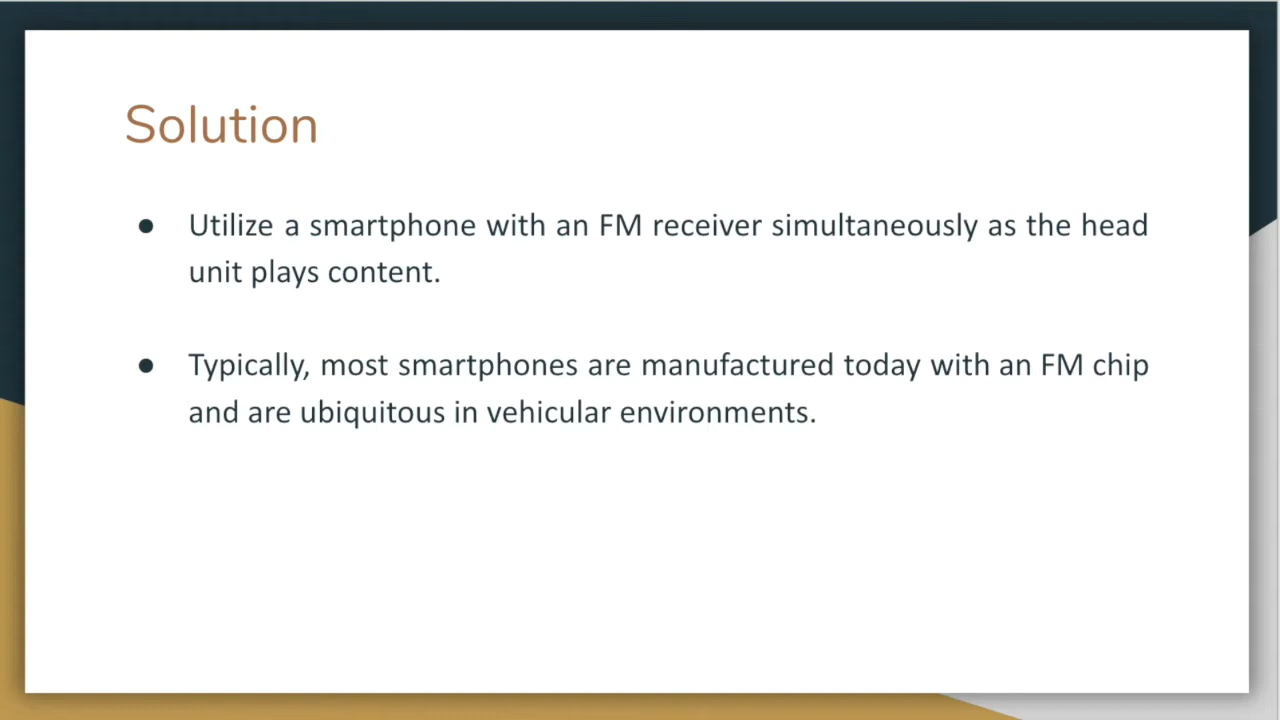 Solution
● Utilize a smartphone with an FM receiver simultaneously as the head
unit plays content.
● Typically, most smartphones are manufactured today with an FM chip
and are ubiquitous in vehicular environments.